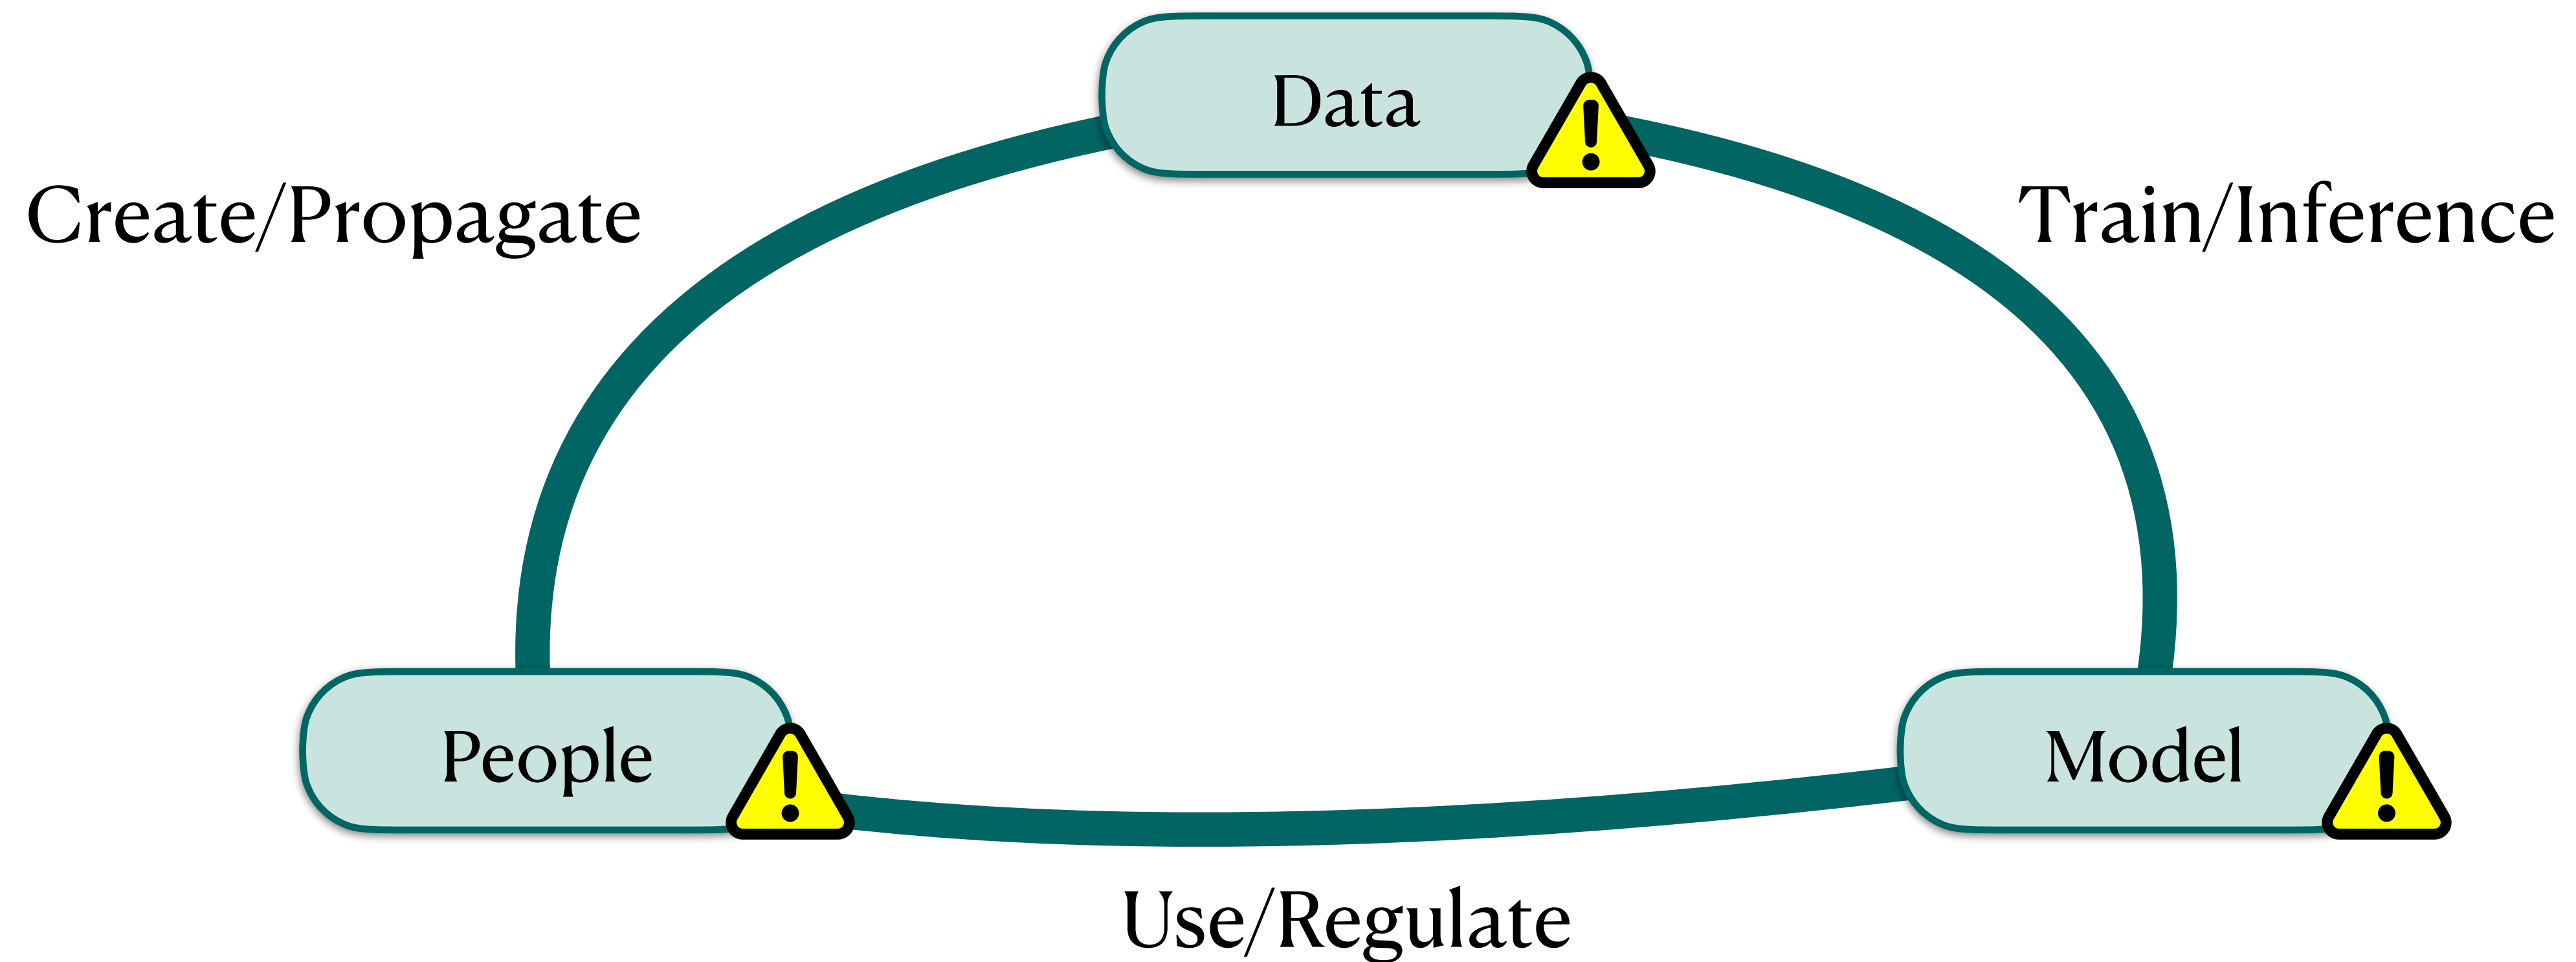 Data
Create/Propagate
Train/Inference
People
Model
Use/Regulate